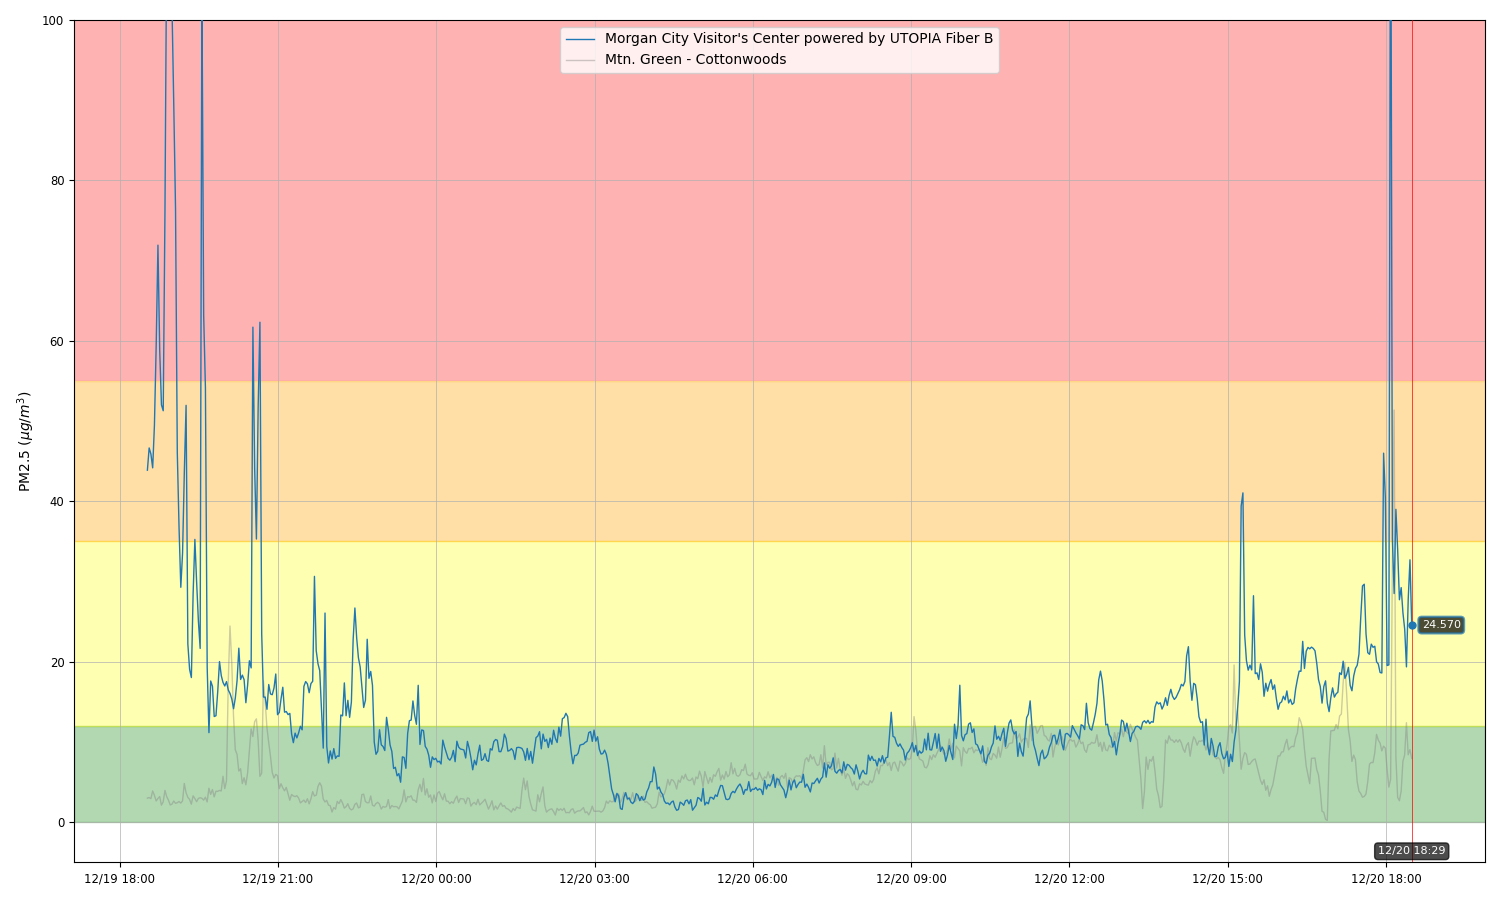 100
Morgan City Visitor's Center powered by UTOPIA Fiber B
Mtn. Green - Cottonwoods
80
60
PM2.5 (μg/m³)
40
24.570
20
0
12/20 18:29
12/19 18:00 12/19 21:00 12/20 00:00 12/20 03:00 12/20 06:00 12/20 09:00 12/20 12:00 12/20 15:00 12/20 18:00